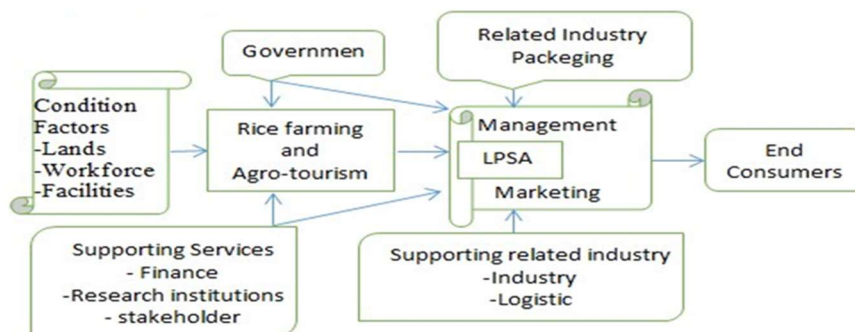 Governmen
Related Industry
Packeging
Condition
Factors
-Lands
-Workforce
-Facilities
Rice farming
and
Agro-tourism
Management
LPSA
Marketing
End
Consumers
Supporting Services
- Finance
-Research institutions
- stakeholder
Supporting related industry
-Industry
-Logistic